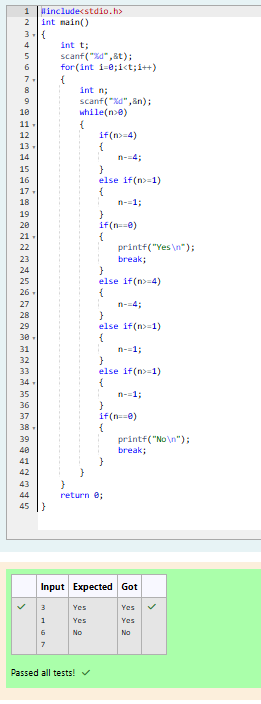 1 #include<stdio.h>
2 int main()
3 {
4 int t;
5 scanf("%d",&t);
6 for(int i=0;i<t;i++)
7 {
8 int n;
9 scanf("%d",&n);
10 while(n>0)
11 {
12 if(n>=4)
13 {
14 n-=4;
15 }
16 else if(n>=1)
17 {
18 n-=1;
19 }
20 if(n==0)
21 {
22 printf("Yes\n");
23 break;
24 }
25 else if(n>=4)
26 {
27 n-=4;
28 }
29 else if(n>=1)
30 {
31 n-=1;
32 }
33 else if(n>=1)
34 {
35 n-=1;
36 }
37 if(n==0)
38 {
39 printf("No\n");
40 break;
41 }
42 }
43 }
44 return 0;
45 }
Input Expected Got
3 Yes Yes
1 Yes Yes
6 No No
7
Passed all tests!